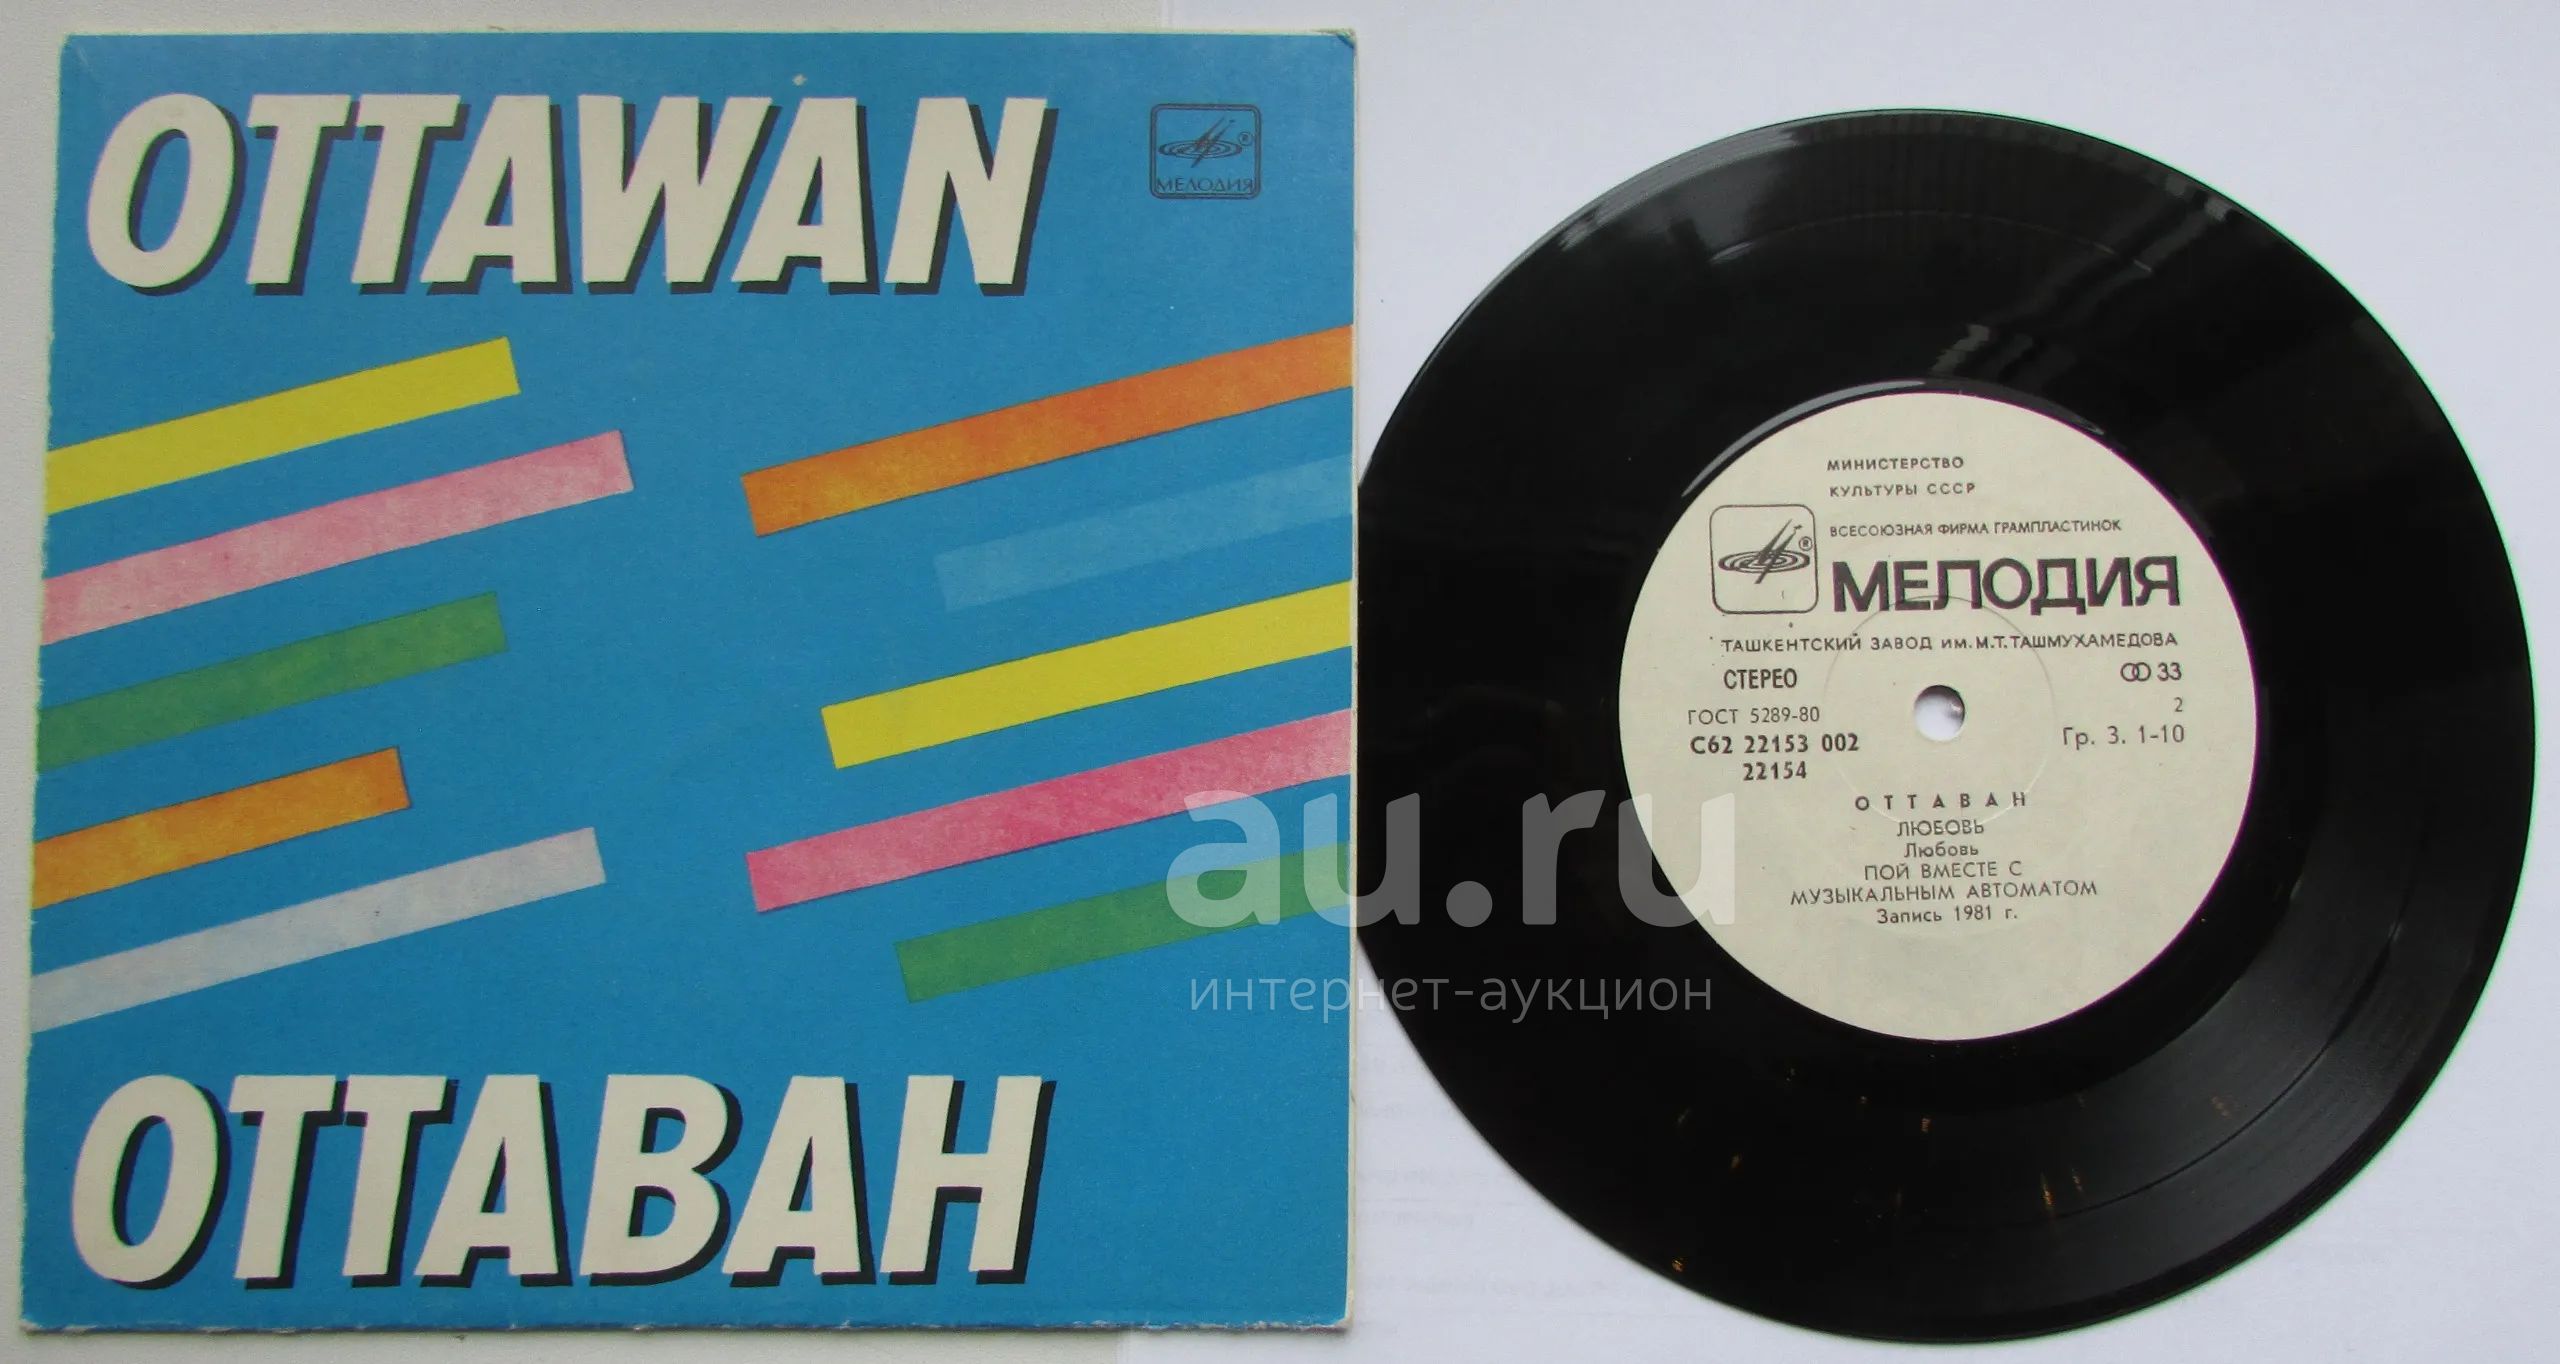 OTTAWAN
МЕЛОДИЯ
ОТТАВАН
МИНИСТЕРСТВО
КУЛЬТУРЫ СССР
ВСЕСОЮЗНАЯ ФИРМА ГРАМПЛАСТИНОК
МЕЛОДИЯ
ТАШКЕНТСКИЙ ЗАВОД им. М.Т. ТАШМУХАМЕДОВА
СТЕРЕО 33
ГОСТ 5289-80 2
С62 22153 002 Гр. 3. 1-10
22154
ОТТАВАН
ЛЮБОВЬ
Любовь
ПОЙ ВМЕСТЕ С
МУЗЫКАЛЬНЫМ АВТОМАТОМ
Запись 1981 г.
au.ru
интернет-аукцион